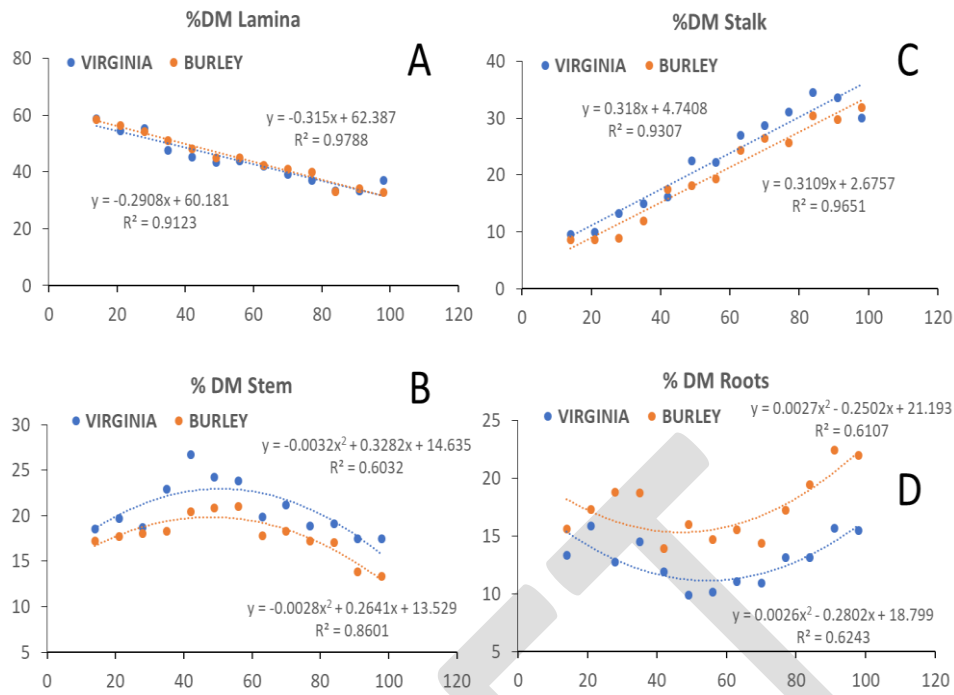 %DM Lamina
A
VIRGINIA BURLEY
y = -0.315x + 62.387
R² = 0.9788
y = -0.2908x + 60.181
R² = 0.9123
80
60
40
20
0
0 20 40 60 80 100 120
%DM Stalk
C
VIRGINIA BURLEY
y = 0.318x + 4.7408
R² = 0.9307
y = 0.3109x + 2.6757
R² = 0.9651
40
30
20
10
0
0 20 40 60 80 100 120
% DM Stem
B
VIRGINIA BURLEY
y = -0.0032x² + 0.3282x + 14.635
R² = 0.6032
y = -0.0028x² + 0.2641x + 13.529
R² = 0.8601
30
25
20
15
10
5
0 20 40 60 80 100 120
% DM Roots
D
VIRGINIA BURLEY
y = 0.0027x² - 0.2502x + 21.193
R² = 0.6107
y = 0.0026x² - 0.2802x + 18.799
R² = 0.6243
25
20
15
10
5
0 20 40 60 80 100 120